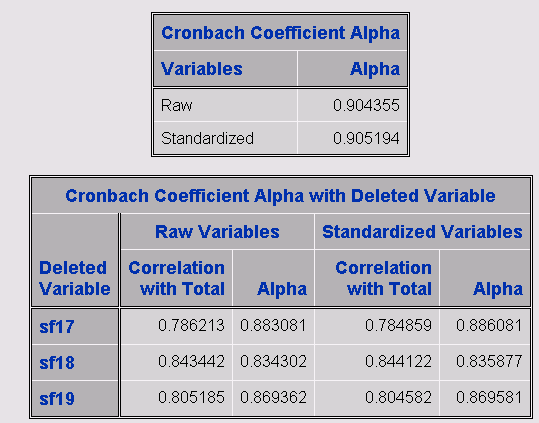 Cronbach Coefficient Alpha
Variables Alpha
Raw 0.904355
Standardized 0.905194
Cronbach Coefficient Alpha with Deleted Variable
Raw Variables Standardized Variables
Deleted Variable Correlation with Total Alpha Correlation with Total Alpha
sf17 0.786213 0.883081 0.784859 0.886081
sf18 0.843442 0.834302 0.844122 0.835877
sf19 0.805185 0.869362 0.804582 0.869581